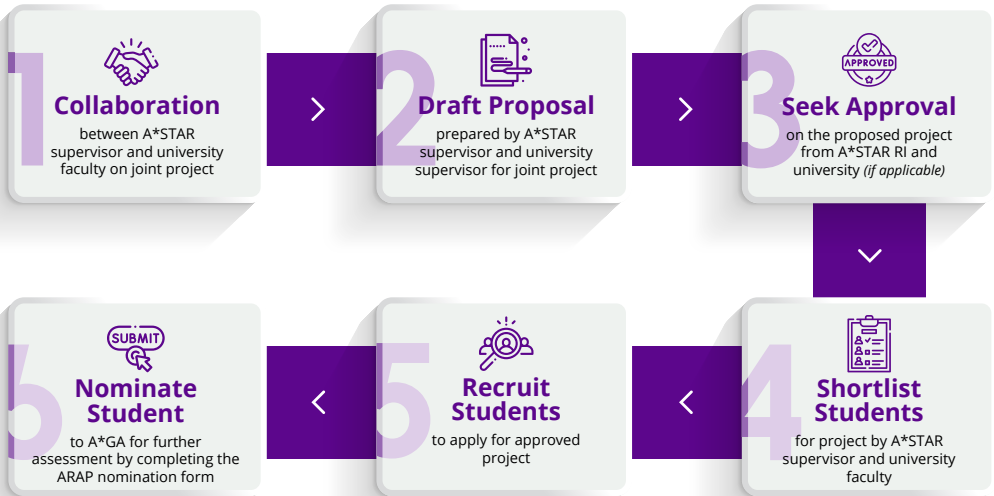 1
Collaboration
between A*STAR
supervisor and university
faculty on joint project
2
Draft Proposal
prepared by A*STAR
supervisor and university
supervisor for joint project
3
APPROVED
Seek Approval
on the proposed project
from A*STAR RI and
university (if applicable)
4
Shortlist
Students
for project by A*STAR
supervisor and university
faculty
5
Recruit
Students
to apply for approved
project
6
SUBMIT
Nominate
Student
to A*GA for further
assessment by completing the
ARAP nomination form